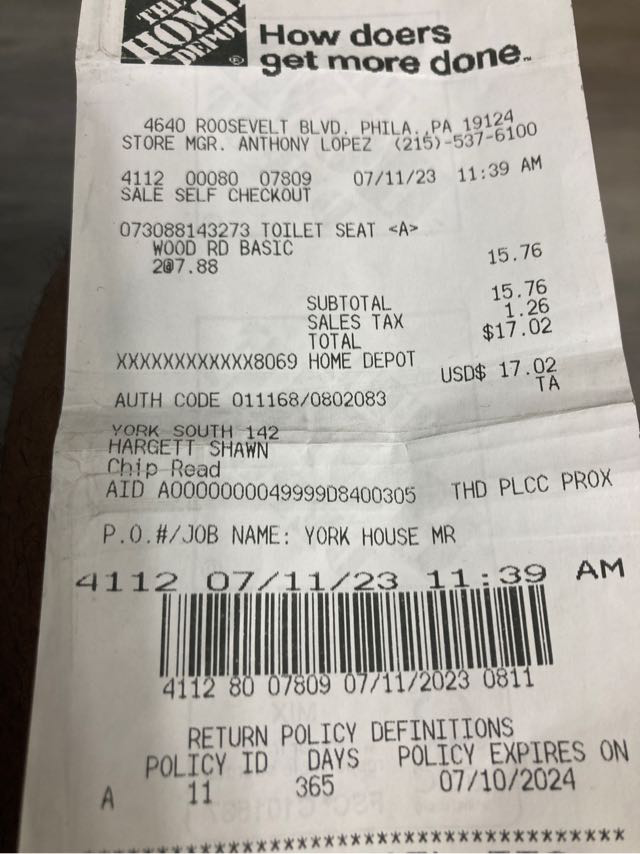 THE
HOME
DEPOT
®
How doers
get more done.™
4640 ROOSEVELT BLVD. PHILA.,PA 19124
STORE MGR. ANTHONY LOPEZ (215)-537-6100
4112 00080 07809 07/11/23 11:39 AM
SALE SELF CHECKOUT
073088143273 TOILET SEAT <A>
WOOD RD BASIC
2@7.88 15.76
SUBTOTAL 15.76
SALES TAX 1.26
TOTAL $17.02
XXXXXXXXXXXX8069 HOME DEPOT
USD$ 17.02
AUTH CODE 011168/0802083 TA
YORK SOUTH 142
HARGETT SHAWN
Chip Read
AID A0000000049999D8400305 THD PLCC PROX
P.O.#/JOB NAME: YORK HOUSE MR
4112 07/11/23 11:39 AM
4112 80 07809 07/11/2023 0811
RETURN POLICY DEFINITIONS
POLICY ID DAYS POLICY EXPIRES ON
A 11 365 07/10/2024
****************************************